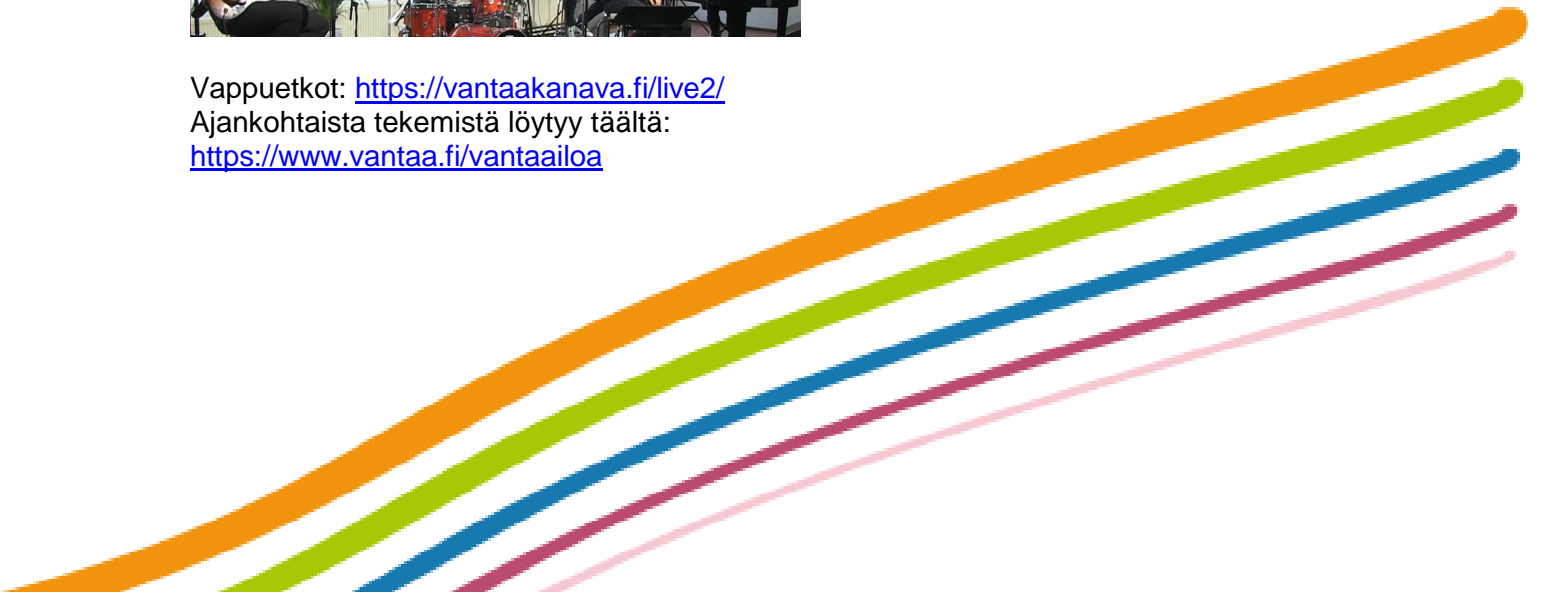 Vappuetkot: https://vantaakanava.fi/live2/
Ajankohtaista tekemistä löytyy täältä:
https://www.vantaa.fi/vantaailoa